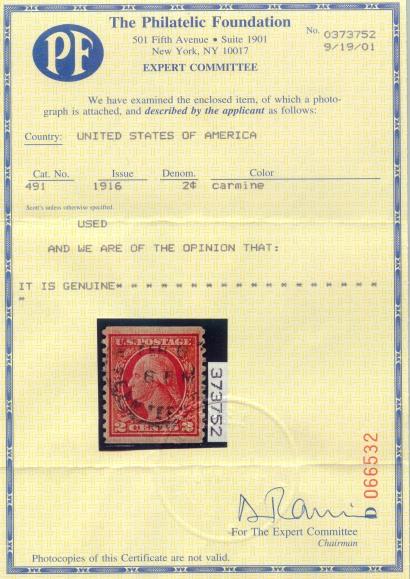 PF
The Philatelic Foundation
501 Fifth Avenue • Suite 1901
New York, NY 10017
EXPERT COMMITTEE
No. 0373752
9/19/01
We have examined the enclosed item, of which a photo-
graph is attached, and described by the applicant as follows:
Country: UNITED STATES OF AMERICA
Cat. No. Issue Denom. Color
491 1916 2¢ carmine
Scott's unless otherwise specified.
USED
AND WE ARE OF THE OPINION THAT:
IT IS GENUINE* * * * * * * * * * * * * * * * * *
*
U.S. POSTAGE
2 CENTS 2
373752
066532
For The Expert Committee
Chairman
Photocopies of this Certificate are not valid.